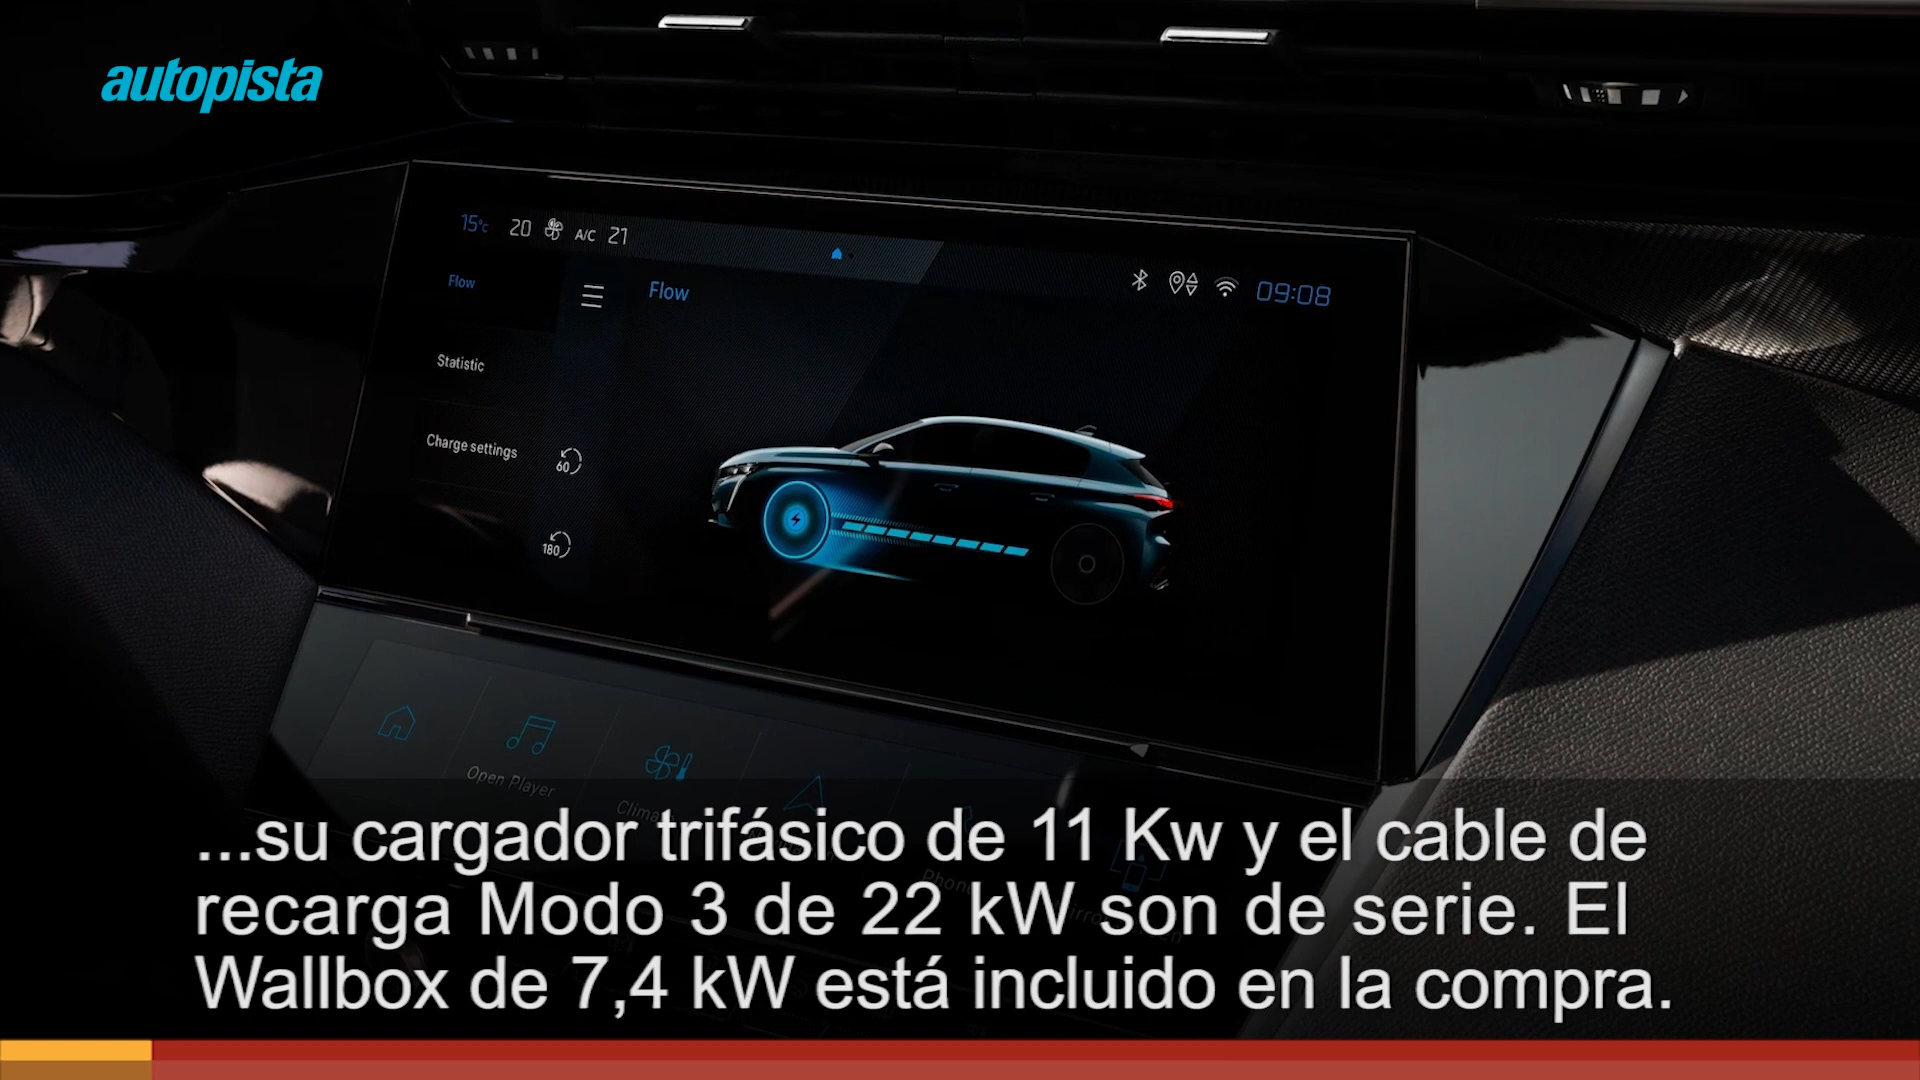 autopista
15°c 20 A/C 21
Flow
Flow
09:08
Statistic
Charge settings
60
180
Open Player
Phone
...su cargador trifásico de 11 Kw y el cable de
recarga Modo 3 de 22 kW son de serie. El
Wallbox de 7,4 kW está incluido en la compra.